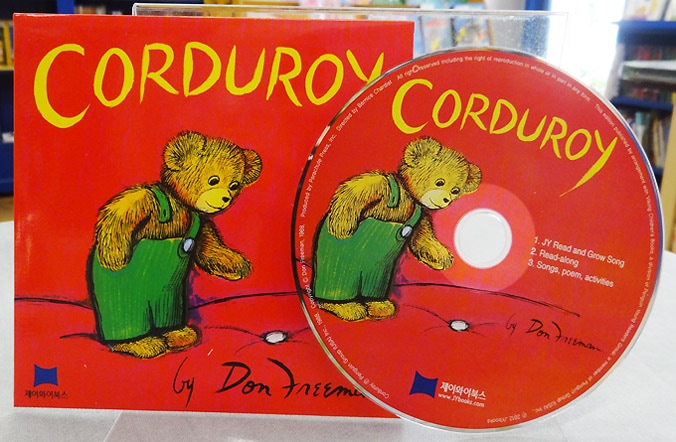 CORDUROY
by Don Freeman
제이와이북스
CORDUROY
1. JY Read and Grow Song
2. Read-along
3. Songs, poem, activities
by Don Freeman
제이와이북스
www.JYbooks.com